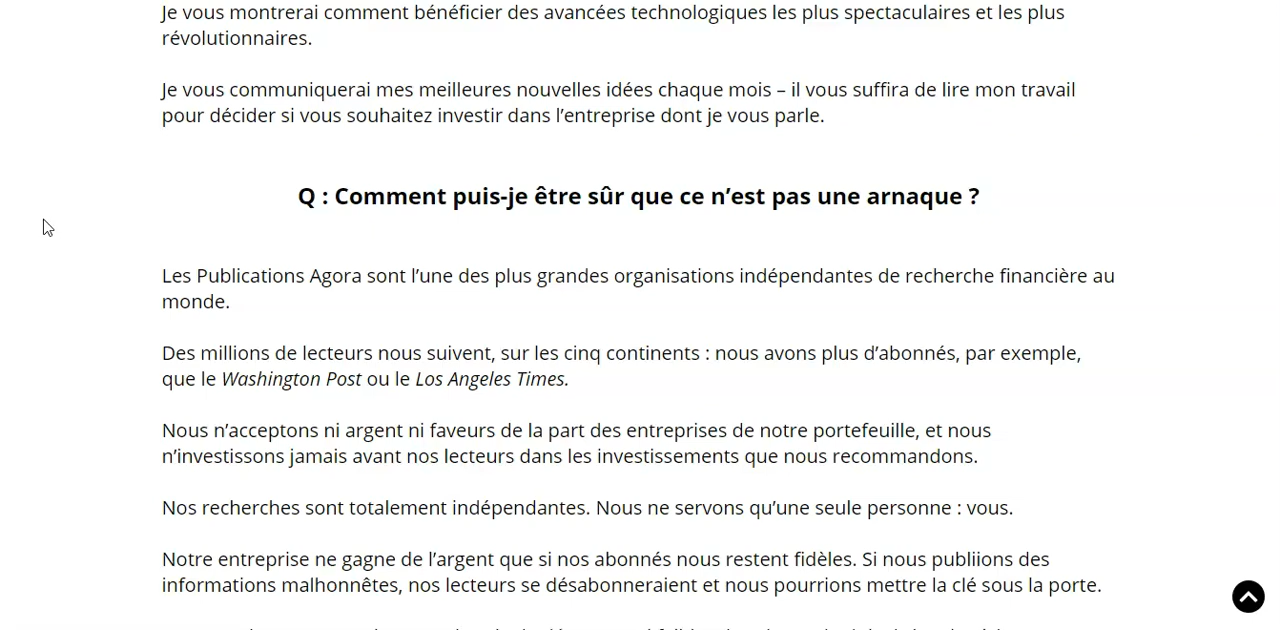 Je vous montrerai comment bénéficier des avancées technologiques les plus spectaculaires et les plus
révolutionnaires.
Je vous communiquerai mes meilleures nouvelles idées chaque mois – il vous suffira de lire mon travail
pour décider si vous souhaitez investir dans l’entreprise dont je vous parle.
Q : Comment puis-je être sûr que ce n’est pas une arnaque ?
Les Publications Agora sont l’une des plus grandes organisations indépendantes de recherche financière au
monde.
Des millions de lecteurs nous suivent, sur les cinq continents : nous avons plus d’abonnés, par exemple,
que le Washington Post ou le Los Angeles Times.
Nous n’acceptons ni argent ni faveurs de la part des entreprises de notre portefeuille, et nous
n’investissons jamais avant nos lecteurs dans les investissements que nous recommandons.
Nos recherches sont totalement indépendantes. Nous ne servons qu’une seule personne : vous.
Notre entreprise ne gagne de l’argent que si nos abonnés nous restent fidèles. Si nous publiions des
informations malhonnêtes, nos lecteurs se désabonneraient et nous pourrions mettre la clé sous la porte.